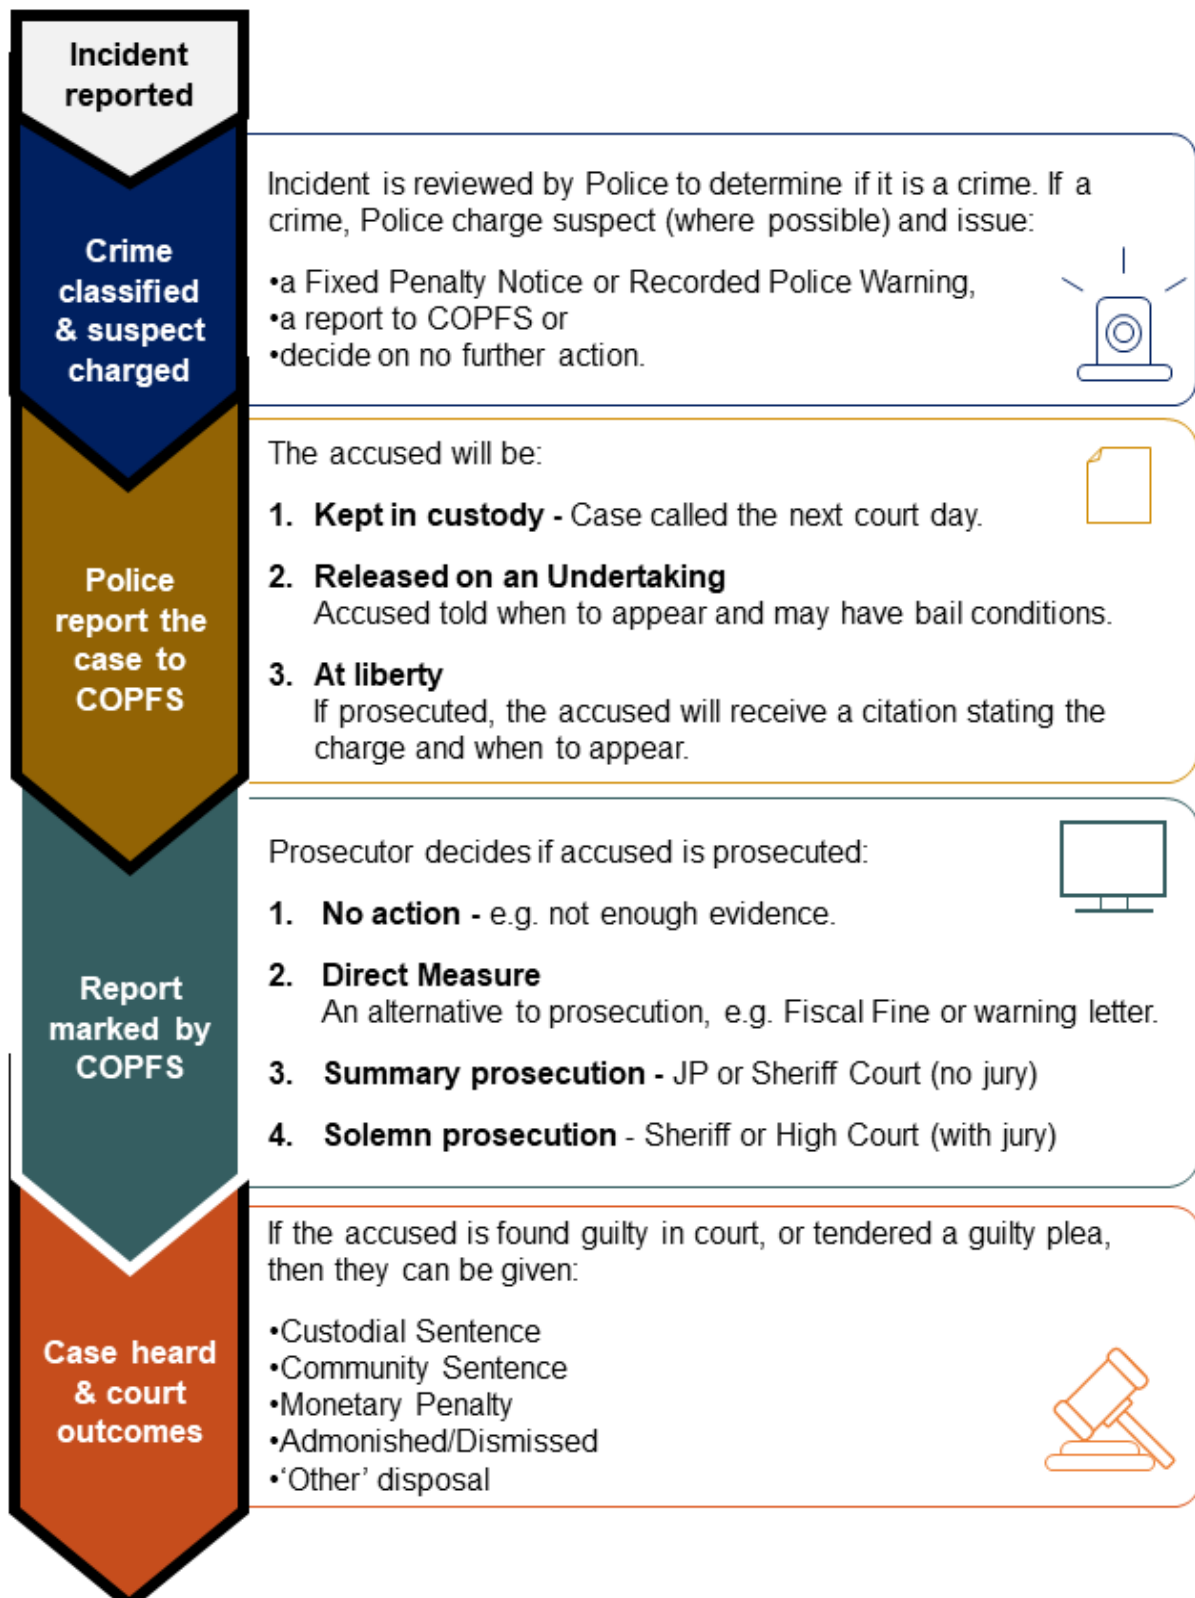 Incident
reported
Crime
classified
& suspect
charged
Incident is reviewed by Police to determine if it is a crime. If a
crime, Police charge suspect (where possible) and issue:
•a Fixed Penalty Notice or Recorded Police Warning,
•a report to COPFS or
•decide on no further action.
Police
report the
case to
COPFS
The accused will be:
1. Kept in custody - Case called the next court day.
2. Released on an Undertaking
Accused told when to appear and may have bail conditions.
3. At liberty
If prosecuted, the accused will receive a citation stating the
charge and when to appear.
Report
marked by
COPFS
Prosecutor decides if accused is prosecuted:
1. No action - e.g. not enough evidence.
2. Direct Measure
An alternative to prosecution, e.g. Fiscal Fine or warning letter.
3. Summary prosecution - JP or Sheriff Court (no jury)
4. Solemn prosecution - Sheriff or High Court (with jury)
Case heard
& court
outcomes
If the accused is found guilty in court, or tendered a guilty plea,
then they can be given:
•Custodial Sentence
•Community Sentence
•Monetary Penalty
•Admonished/Dismissed
•‘Other’ disposal